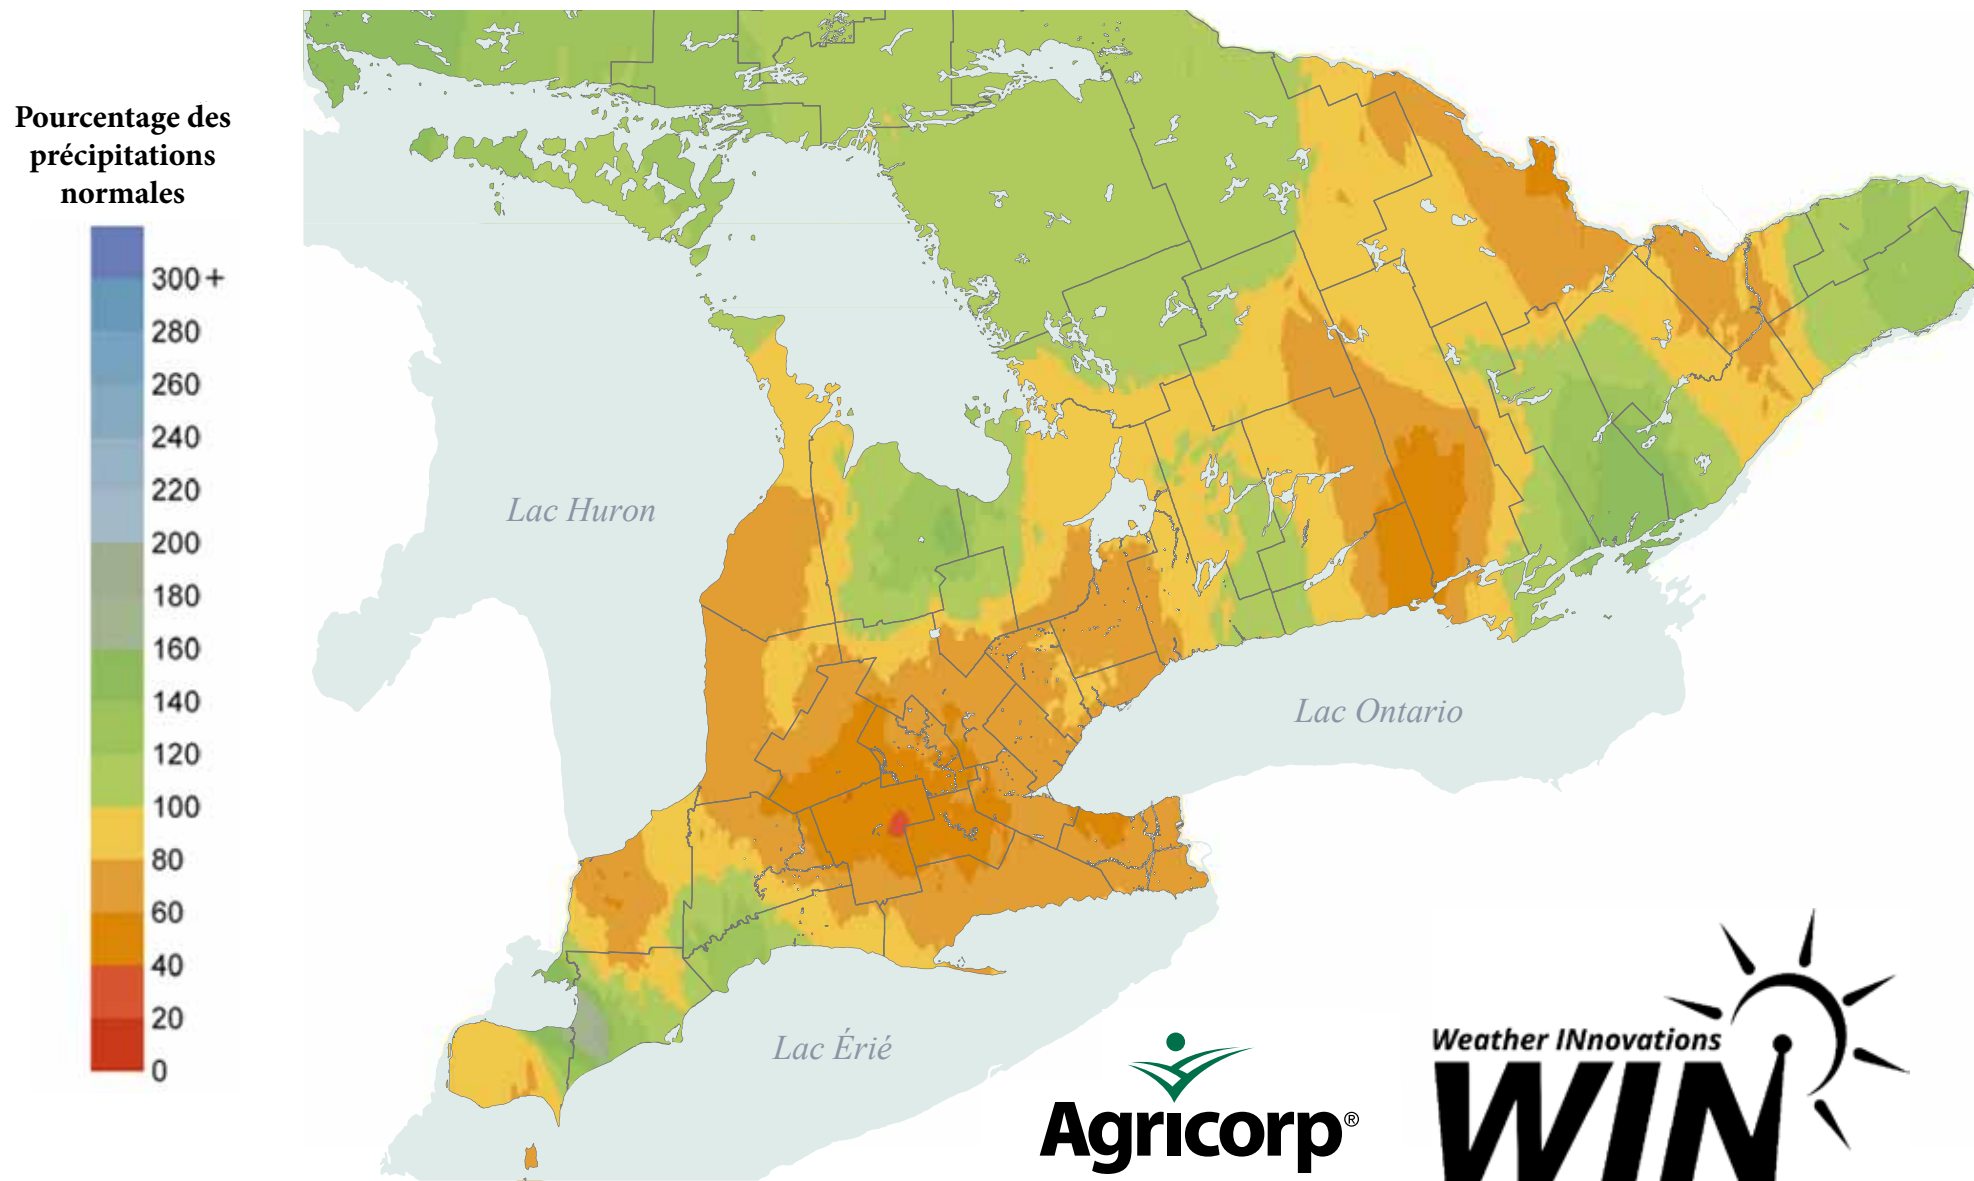 Pourcentage des
précipitations
normales
300+
280
260
240
220
200
180
160
140
120
100
80
60
40
20
0
Lac Huron
Lac Ontario
Lac Érié
Agricorp®
Weather INnovations
WIN